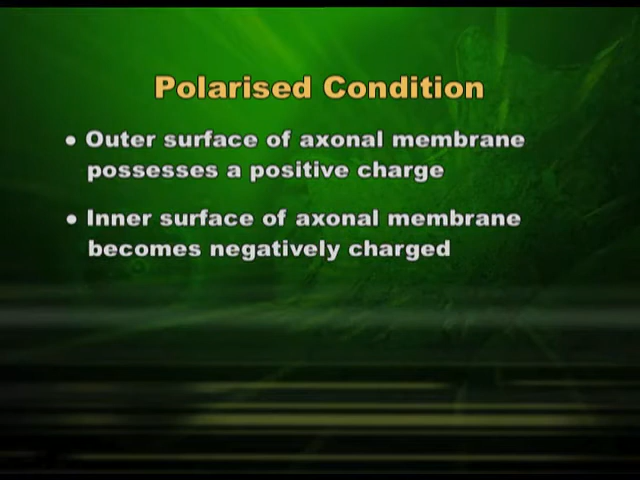 Polarised Condition
● Outer surface of axonal membrane
possesses a positive charge
● Inner surface of axonal membrane
becomes negatively charged